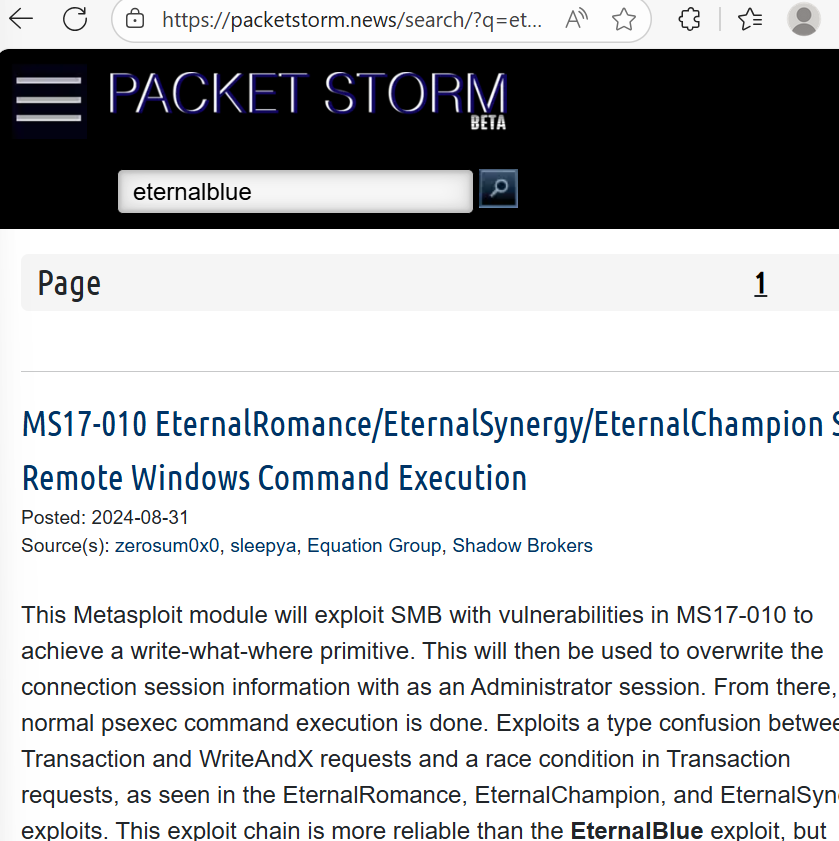 https://packetstorm.news/search/?q=et...
PACKET STORM
BETA
eternalblue
Page 1
MS17-010 EternalRomance/EternalSynergy/EternalChampion S
Remote Windows Command Execution
Posted: 2024-08-31
Source(s): zerosum0x0, sleepya, Equation Group, Shadow Brokers
This Metasploit module will exploit SMB with vulnerabilities in MS17-010 to
achieve a write-what-where primitive. This will then be used to overwrite the
connection session information with as an Administrator session. From there,
normal psexec command execution is done. Exploits a type confusion betwee
Transaction and WriteAndX requests and a race condition in Transaction
requests, as seen in the EternalRomance, EternalChampion, and EternalSyn
exploits. This exploit chain is more reliable than the EternalBlue exploit, but